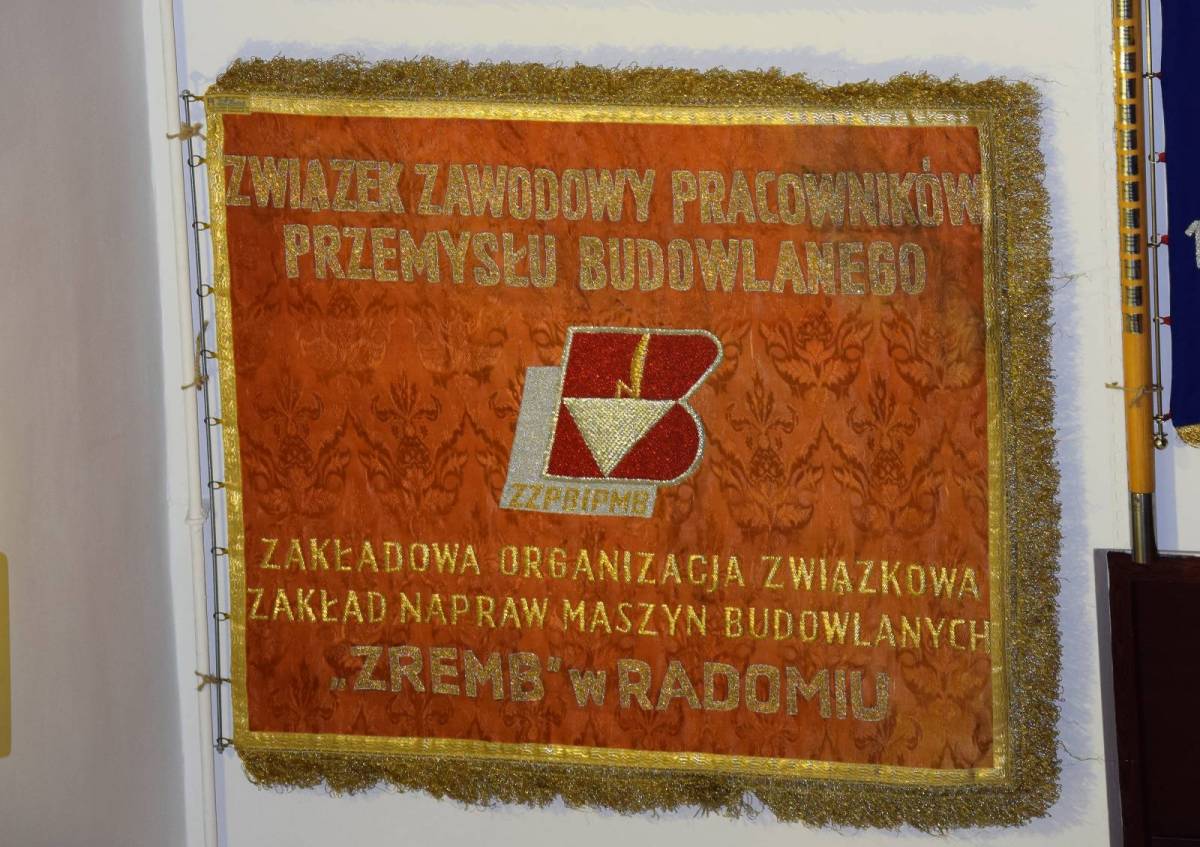 ZWIĄZEK ZAWODOWY PRACOWNIKÓW
PRZEMYSŁU BUDOWLANEGO
B
ZZPBIPMB
ZAKŁADOWA ORGANIZACJA ZWIĄZKOWA
ZAKŁAD NAPRAW MASZYN BUDOWLANYCH
„ZREMB" w RADOMIU